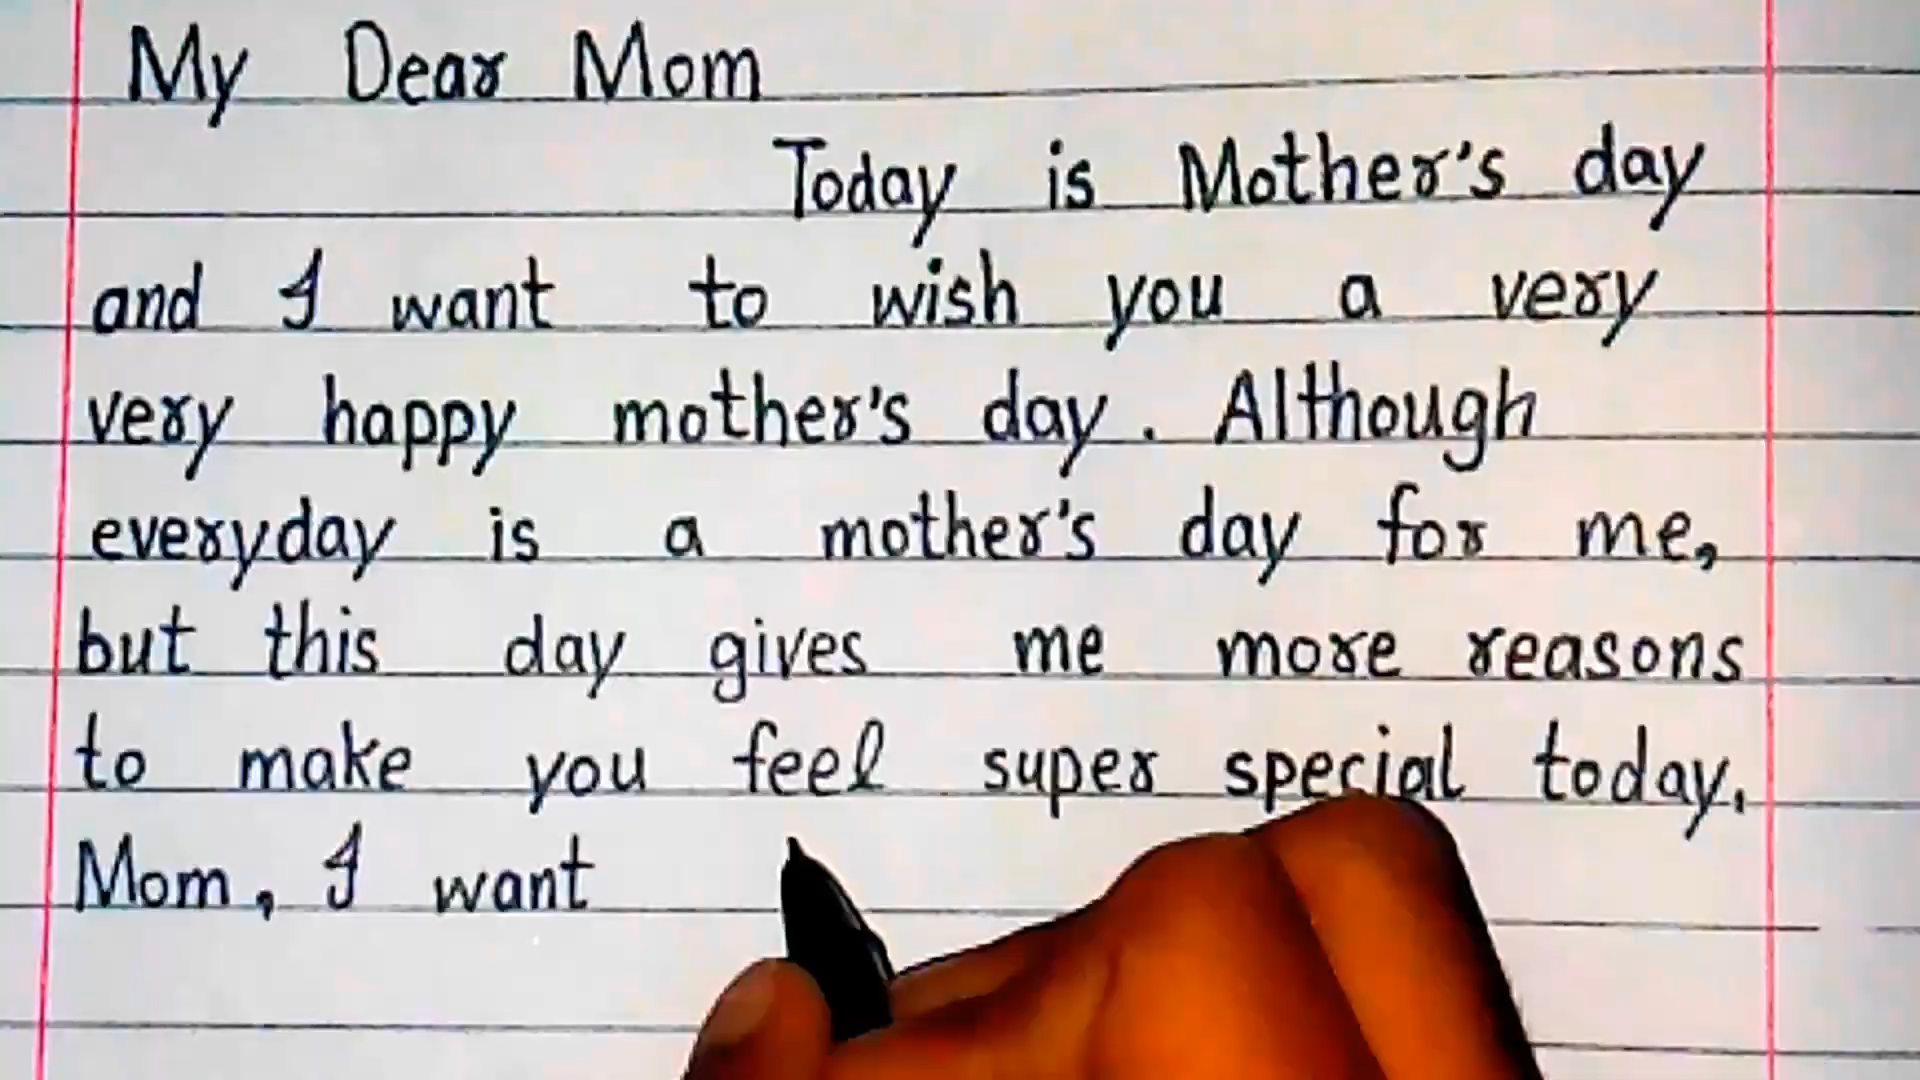 My Dear Mom
Today is Mother's day
and I want to wish you a very
very happy mother's day. Although
everyday is a mother's day for me,
but this day gives me more reasons
to make you feel super special today.
Mom, I want